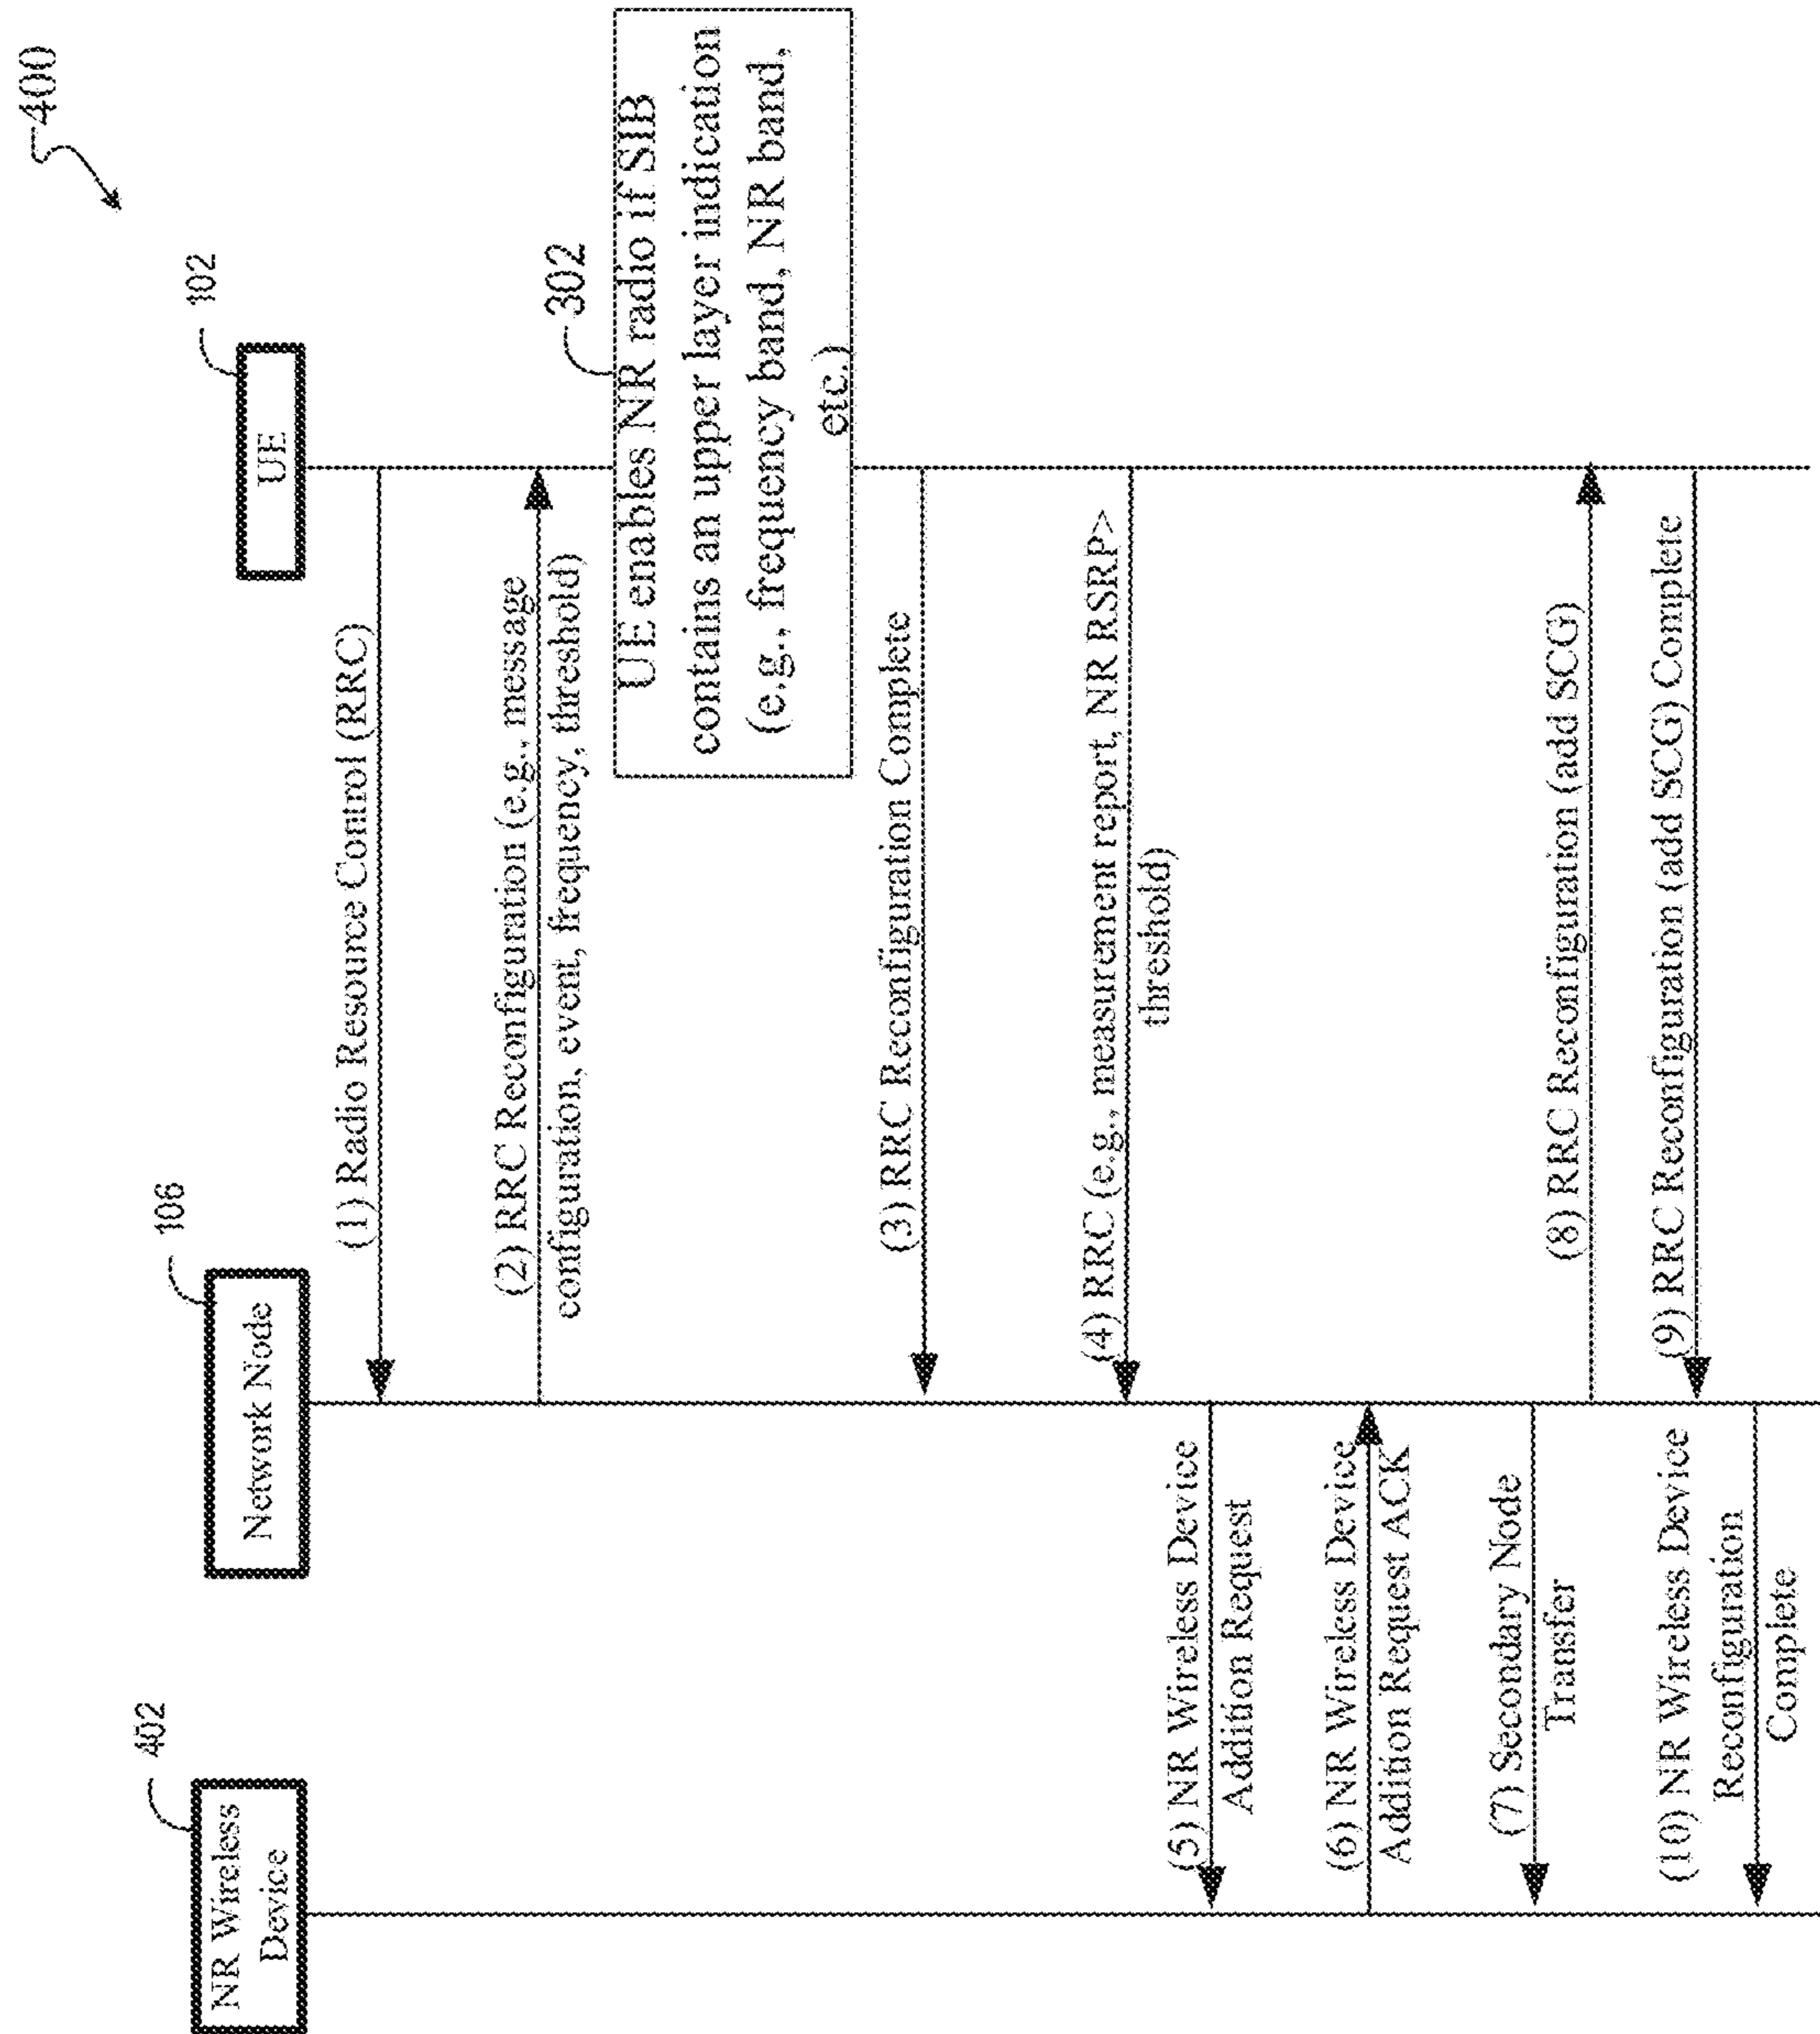 400
402
NR Wireless
Device
106
Network Node
102
UE
(1) Radio Resource Control (RRC)
(2) RRC Reconfiguration (e.g., message
configuration, event, frequency, threshold)
302
UE enables NR radio if SIB
contains an upper layer indication
(e.g., frequency band, NR band,
etc.)
(3) RRC Reconfiguration Complete
(4) RRC (e.g., measurement report, NR RSRP>
threshold)
(5) NR Wireless Device
Addition Request
(6) NR Wireless Device
Addition Request ACK
(7) Secondary Node
Transfer
(8) RRC Reconfiguration (add SCG)
(9) RRC Reconfiguration (add SCG) Complete
(10) NR Wireless Device
Reconfiguration
Complete